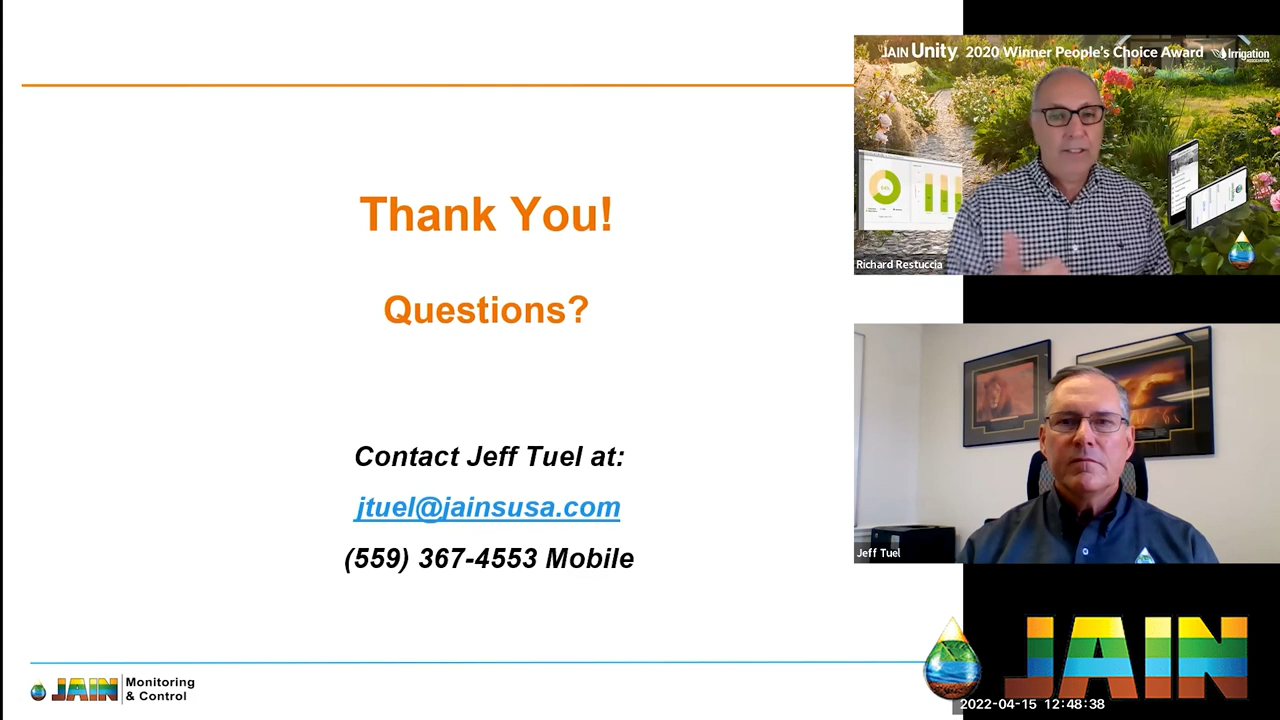 Thank You!
Questions?
Contact Jeff Tuel at:
jtuel@jainsusa.com
(559) 367-4553 Mobile
JAIN Monitoring
& Control
JAIN Unity 2020 Winner People's Choice Award Irrigation
ASSOCIATION
Richard Restuccia
Jeff Tuel
JAIN
2022-04-15 12:48:38